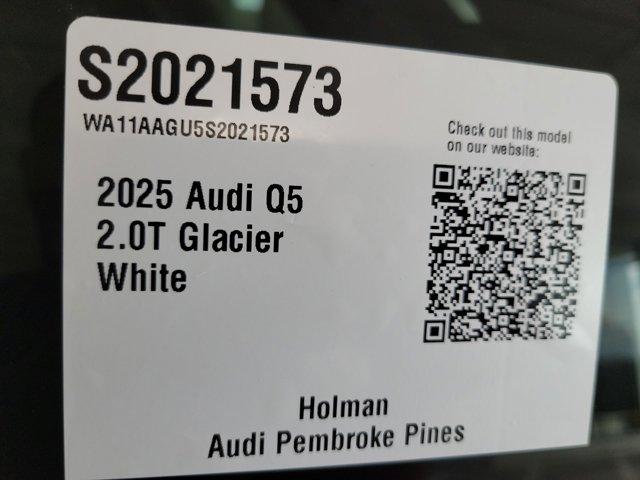 S2021573
WA11AAGU5S2021573
Check out this model
on our website:
2025 Audi Q5
2.0T Glacier
White
Holman
Audi Pembroke Pines